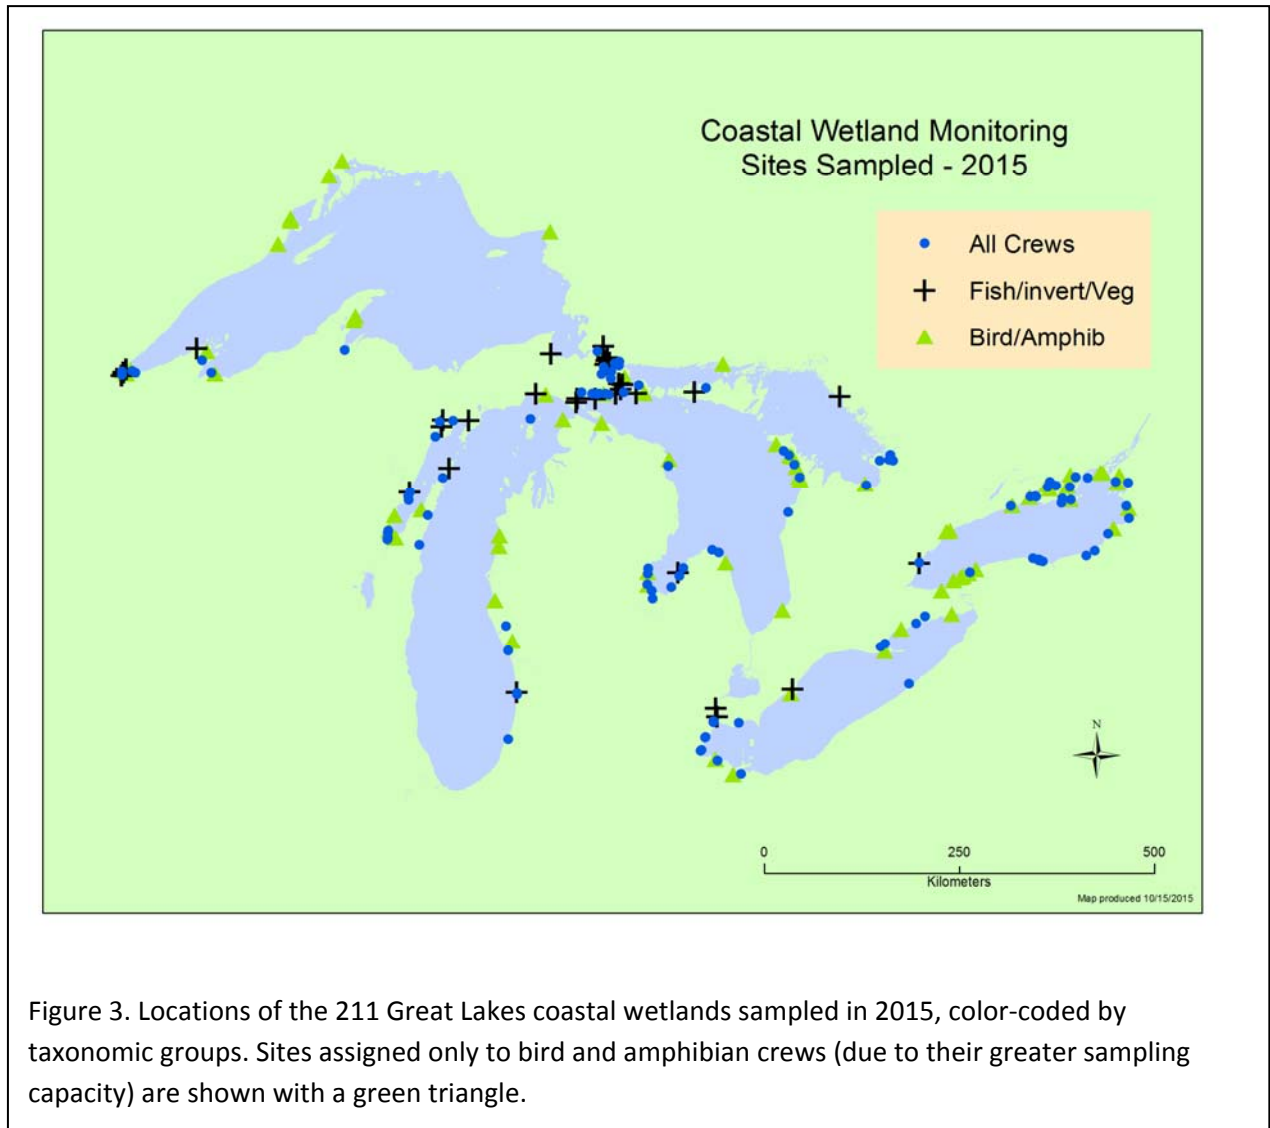 Coastal Wetland Monitoring
Sites Sampled - 2015
All Crews
Fish/invert/Veg
Bird/Amphib
N
0 250 500
Kilometers
Map produced 10/15/2015
Figure 3. Locations of the 211 Great Lakes coastal wetlands sampled in 2015, color-coded by
taxonomic groups. Sites assigned only to bird and amphibian crews (due to their greater sampling
capacity) are shown with a green triangle.